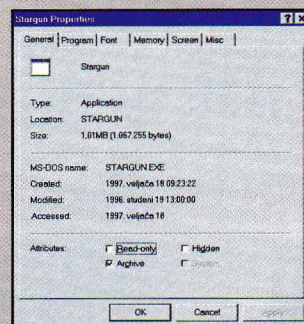 Stargun Properties
General Program Font Memory Screen Misc
Stargun
Type: Application
Location: STARGUN
Size: 1,01MB (1.067.255 bytes)
MS-DOS name: STARGUN.EXE
Created: 1997. veljača 18 09:23:22
Modified: 1996. studeni 19 13:00:00
Accessed: 1997. veljača 18
Attributes: Read-only Hidden
Archive System
OK Cancel Apply